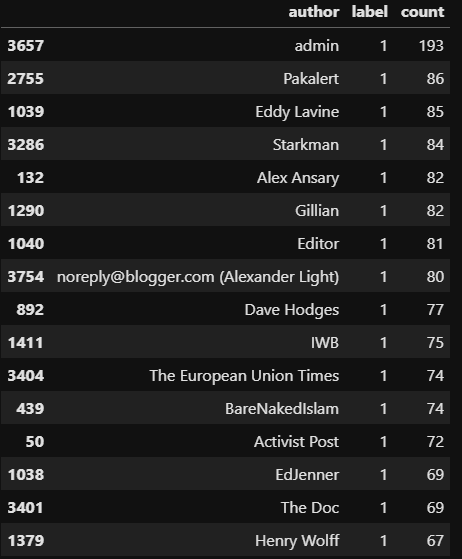 author label count
3657 admin 1 193
2755 Pakalert 1 86
1039 Eddy Lavine 1 85
3286 Starkman 1 84
132 Alex Ansary 1 82
1290 Gillian 1 82
1040 Editor 1 81
3754 noreply@blogger.com (Alexander Light) 1 80
892 Dave Hodges 1 77
1411 IWB 1 75
3404 The European Union Times 1 74
439 BareNakedIslam 1 74
50 Activist Post 1 72
1038 EdJenner 1 69
3401 The Doc 1 69
1379 Henry Wolff 1 67